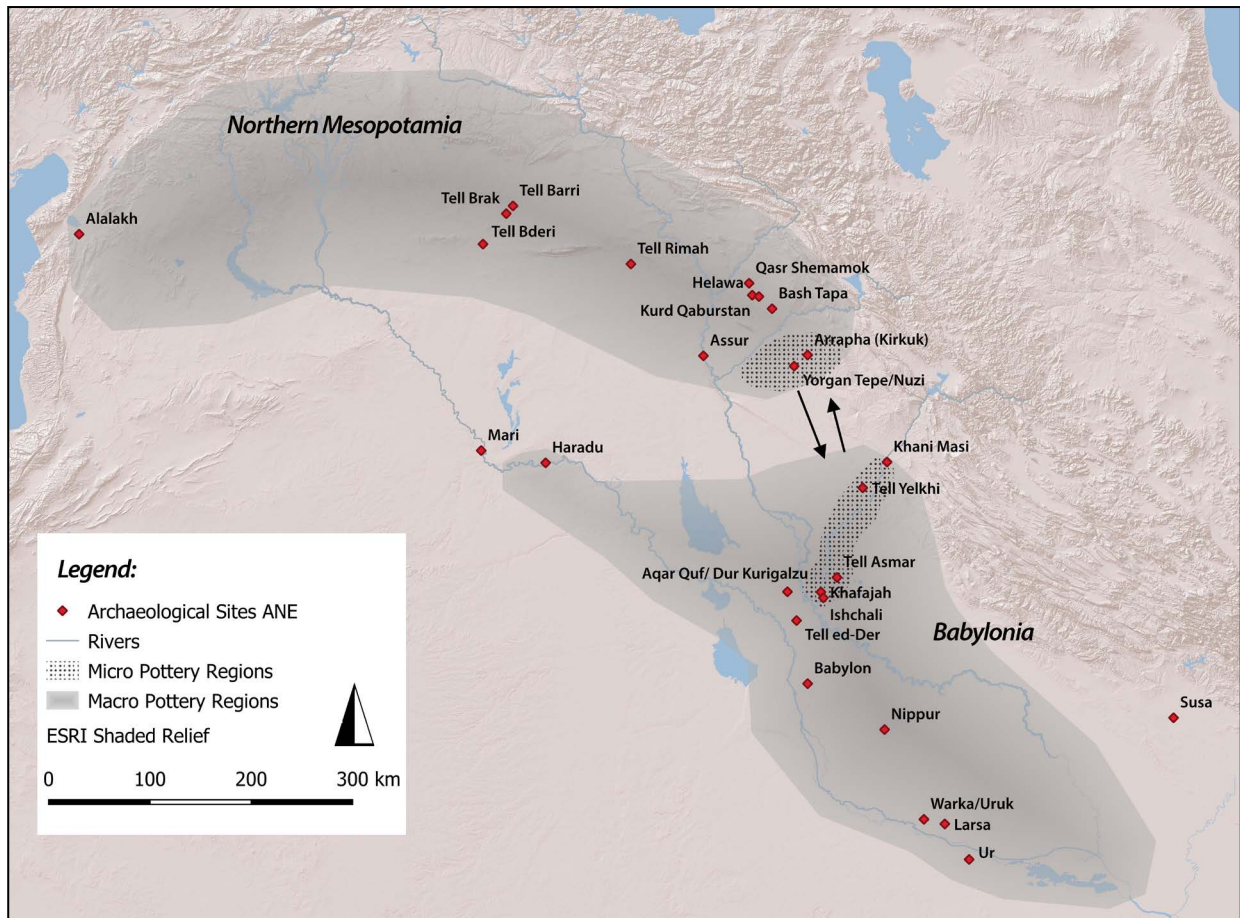 Northern Mesopotamia
Tell Barri
Tell Brak
Alalakh
Tell Bderi
Tell Rimah
Qasr Shemamok
Helawa
Bash Tapa
Kurd Qaburstan
Assur
Arrapha (Kirkuk)
Yorgan Tepe/Nuzi
Mari
Haradu
Khani Masi
Tell Yelkhi
Tell Asmar
Aqar Quf/ Dur Kurigalzu
Khafajah
Ishchali
Tell ed-Der
Babylonia
Babylon
Susa
Nippur
Warka/Uruk
Larsa
Ur
Legend:
Archaeological Sites ANE
Rivers
Micro Pottery Regions
Macro Pottery Regions
ESRI Shaded Relief
0 100 200 300 km